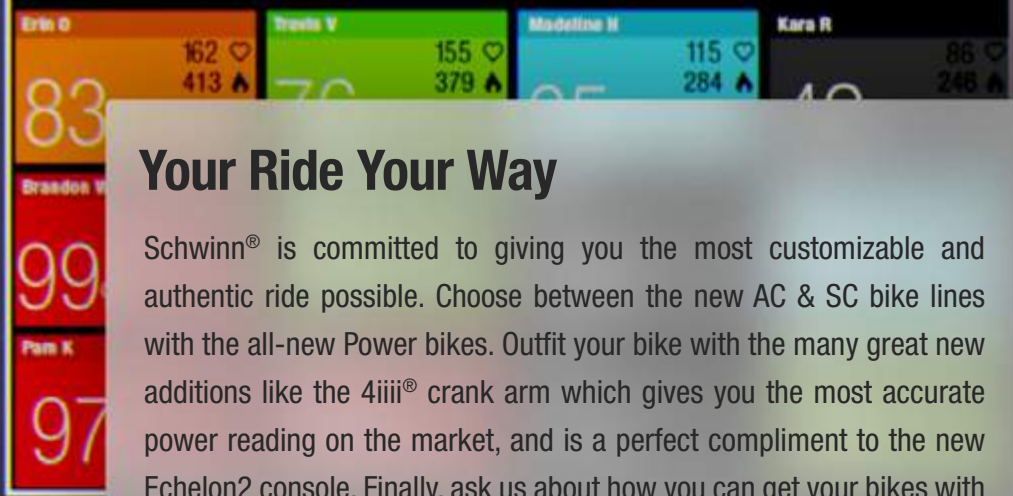 Erin O
Travis V
Madeline H
Kara R
162
155
115
86
413
379
284
246
83
Brandon
99
Pam K
97
Your Ride Your Way
Schwinn® is committed to giving you the most customizable and
authentic ride possible. Choose between the new AC & SC bike lines
with the all-new Power bikes. Outfit your bike with the many great new
additions like the 4iiii® crank arm which gives you the most accurate
power reading on the market, and is a perfect compliment to the new
Echelon2 console. Finally, ask us about how you can get your bikes with